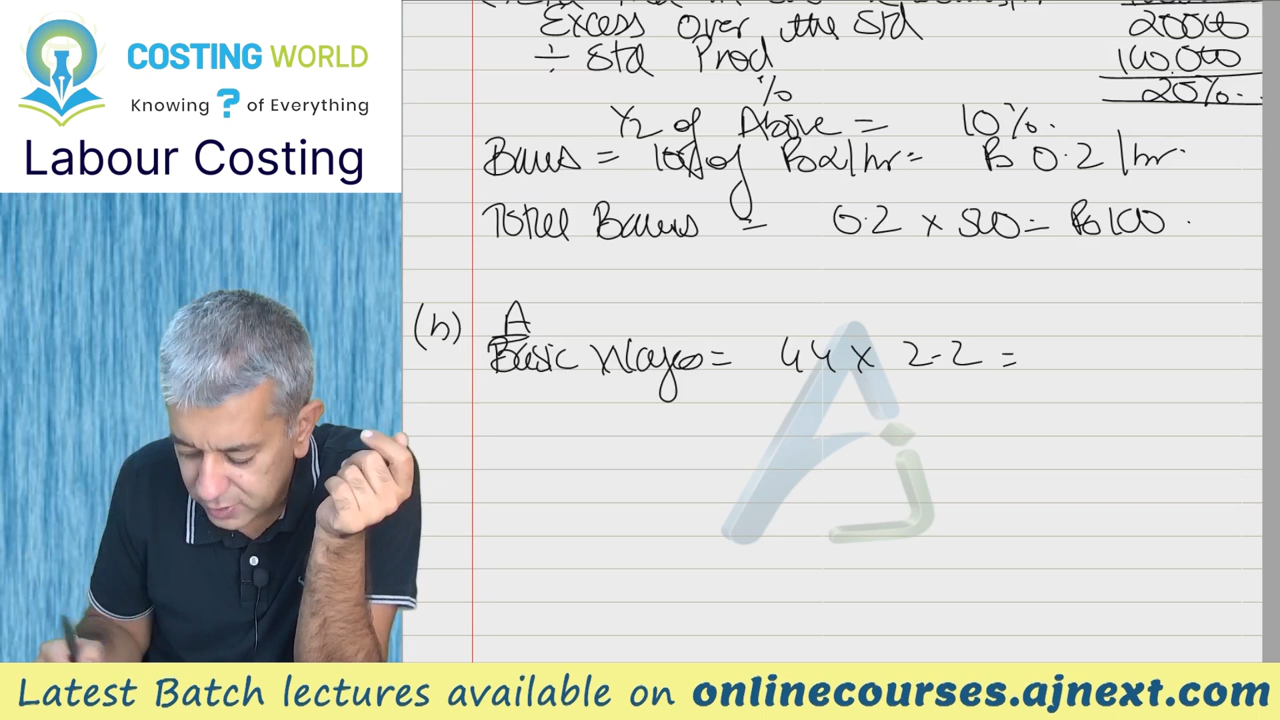 COSTING WORLD
Knowing ? of Everything
Labour Costing
Excess Over the Std 20000
÷ Std Prod 100,000
% 20%.
1/2 of Above = 10%.
Bonus = 10% of Rs 2/hr = Rs 0.2/hr.
Total Bonus = 0.2 × 500 = Rs 100.
(b) A
Basic Wages = 44 × 2.2 =
Latest Batch lectures available on onlinecourses.ajnext.com